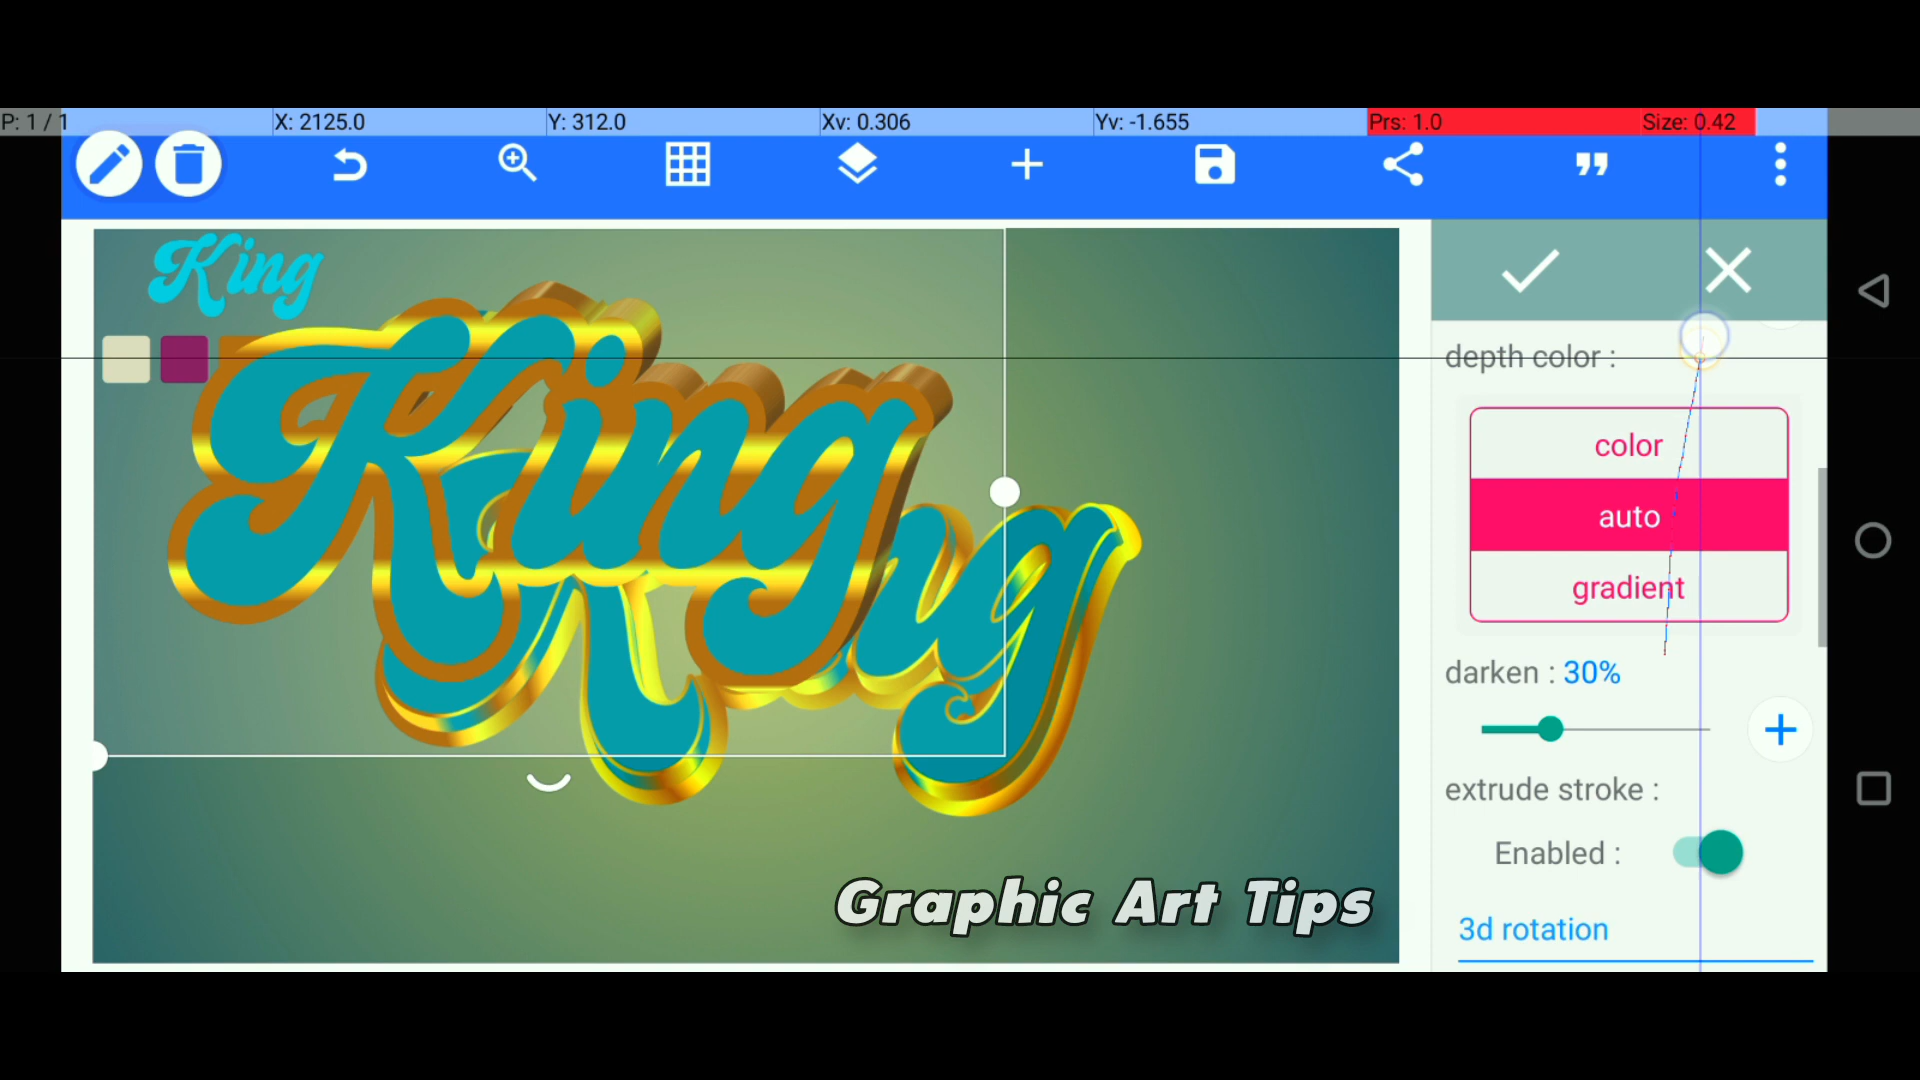 P: 1 / 1 X: 2125.0 Y: 312.0 Xv: 0.306 Yv: -1.655 Prs: 1.0 Size: 0.42
King
King
depth color :
color
auto
gradient
darken : 30%
extrude stroke :
Enabled :
3d rotation
Graphic Art Tips